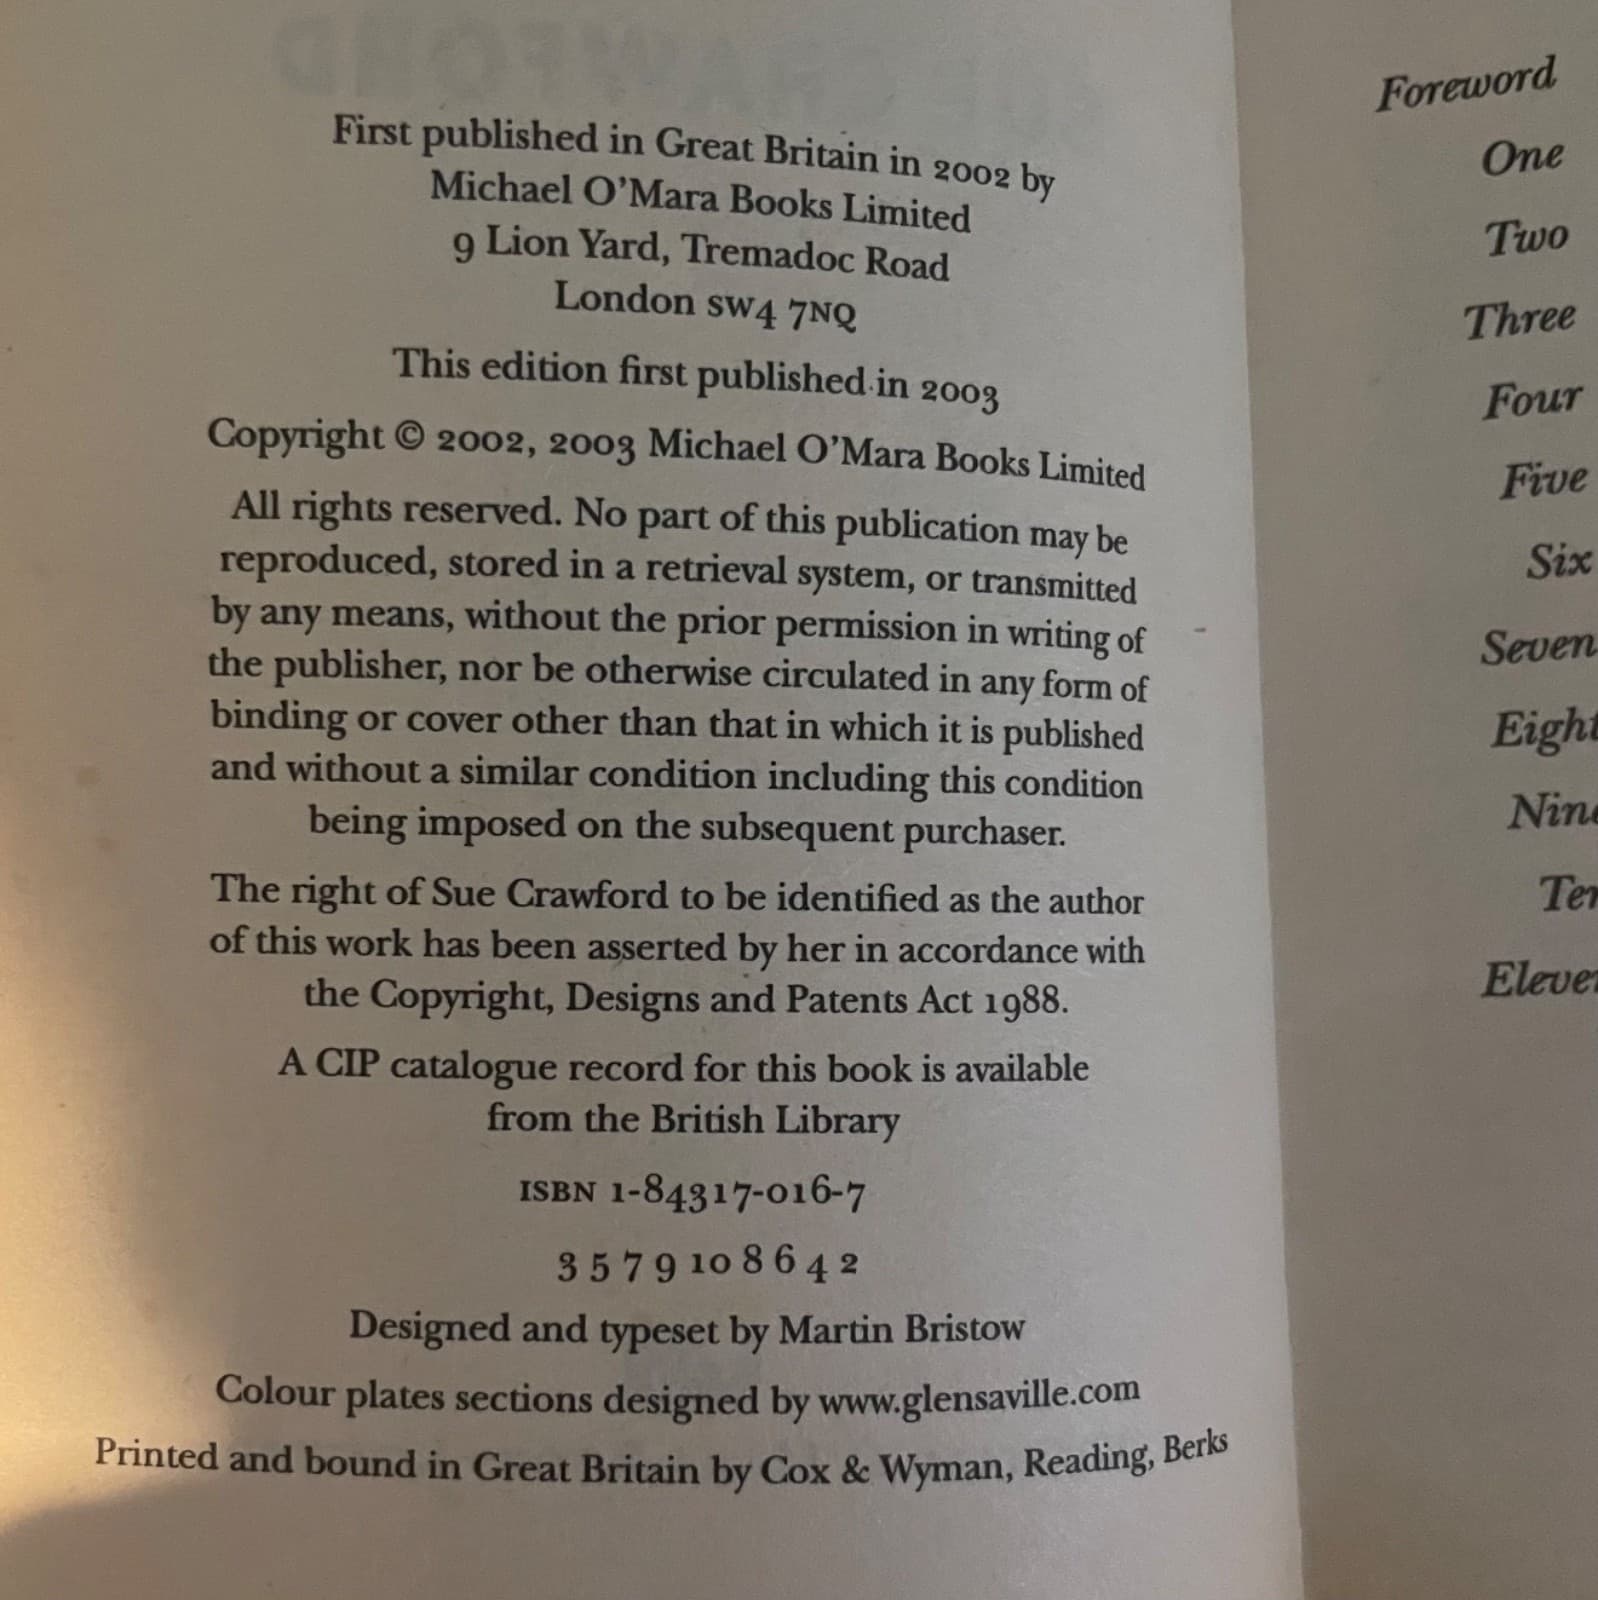 First published in Great Britain in 2002 by
Michael O'Mara Books Limited
9 Lion Yard, Tremadoc Road
London SW4 7NQ
This edition first published in 2003
Copyright © 2002, 2003 Michael O'Mara Books Limited
All rights reserved. No part of this publication may be
reproduced, stored in a retrieval system, or transmitted
by any means, without the prior permission in writing of
the publisher, nor be otherwise circulated in any form of
binding or cover other than that in which it is published
and without a similar condition including this condition
being imposed on the subsequent purchaser.
The right of Sue Crawford to be identified as the author
of this work has been asserted by her in accordance with
the Copyright, Designs and Patents Act 1988.
A CIP catalogue record for this book is available
from the British Library
ISBN 1-84317-016-7
3 5 7 9 10 8 6 4 2
Designed and typeset by Martin Bristow
Colour plates sections designed by www.glensaville.com
Printed and bound in Great Britain by Cox & Wyman, Reading, Berks
Foreword
One
Two
Three
Four
Five
Six
Seven
Eight